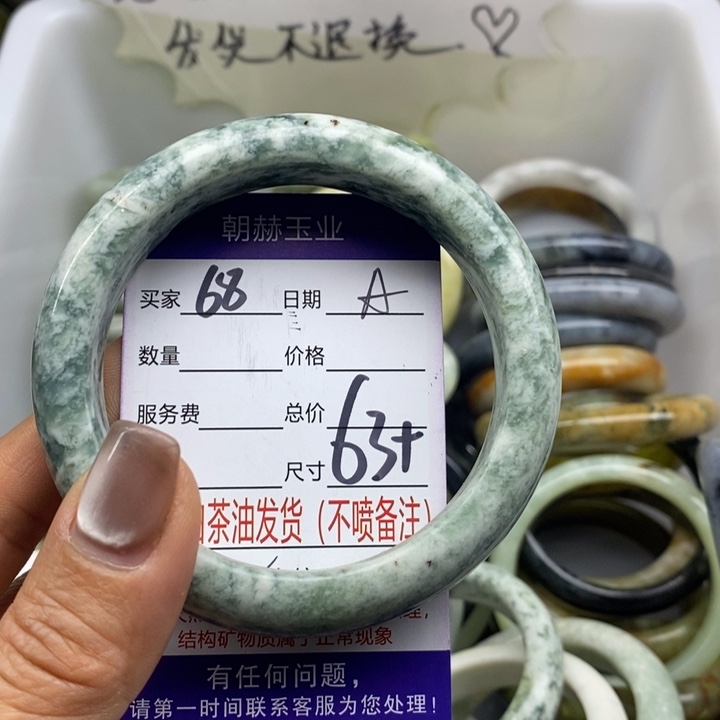 发货不退换
朝赫玉业
买家 68 日期 A
数量 价格
服务费 总价
尺寸 63+
茶油发货(不喷备注)
结构矿物质属于正常现象
有任何问题,
请第一时间联系客服为您处理!